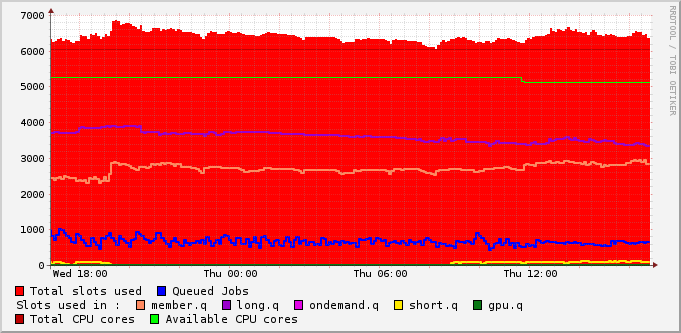 7000
6000
5000
4000
3000
2000
1000
0
Wed 18:00 Thu 00:00 Thu 06:00 Thu 12:00
Total slots used Queued Jobs
Slots used in : member.q long.q ondemand.q short.q gpu.q
Total CPU cores Available CPU cores
RRDTOOL / TOBI OETIKER